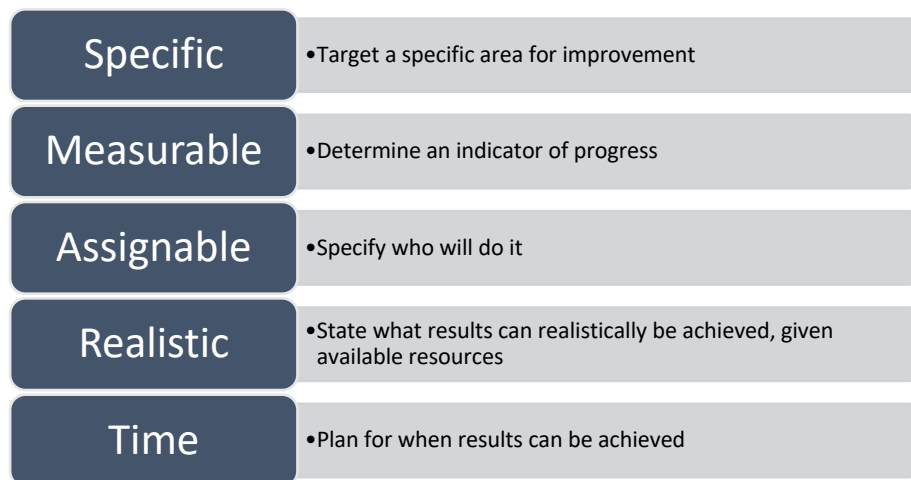 Specific
•Target a specific area for improvement
Measurable
•Determine an indicator of progress
Assignable
•Specify who will do it
Realistic
•State what results can realistically be achieved, given
available resources
Time
•Plan for when results can be achieved